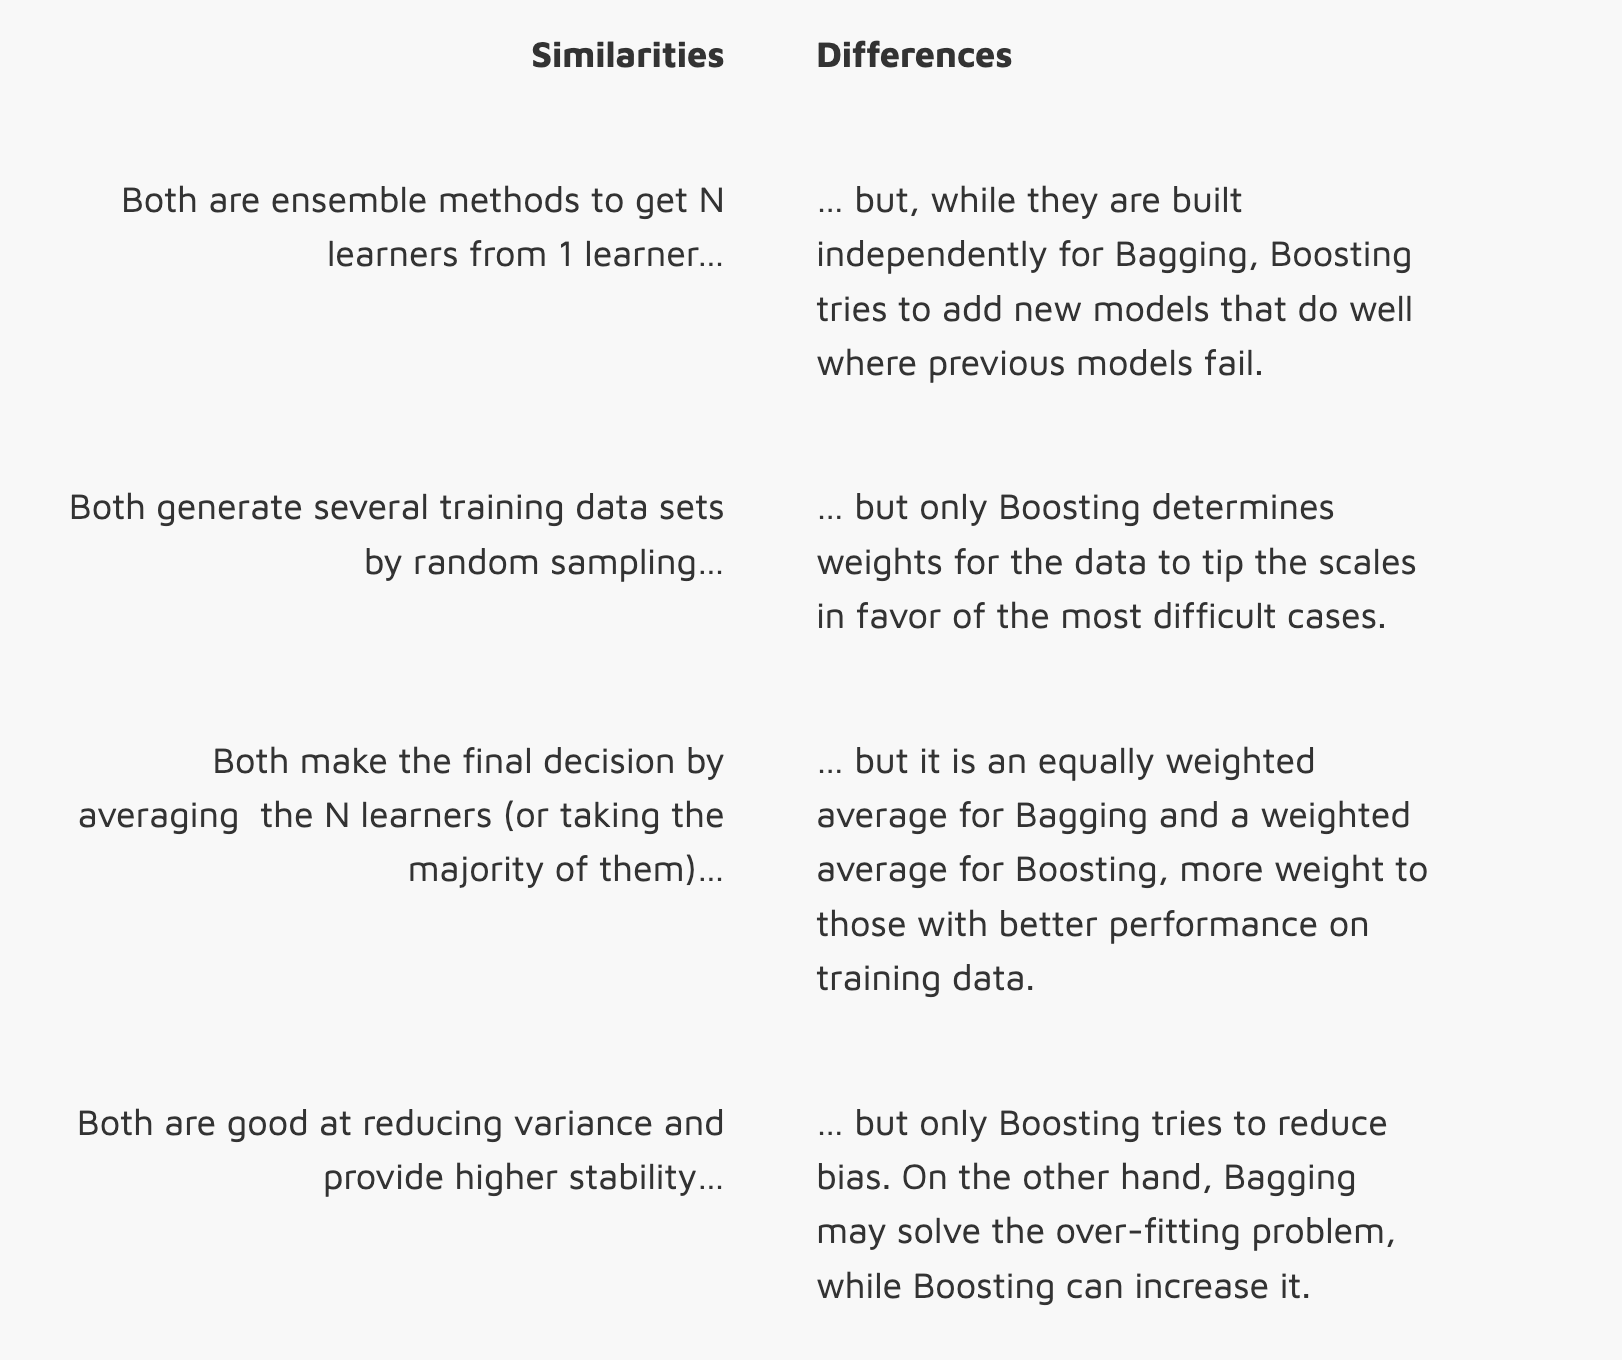 Similarities
Differences
Both are ensemble methods to get N
learners from 1 learner…
… but, while they are built
independently for Bagging, Boosting
tries to add new models that do well
where previous models fail.
Both generate several training data sets
by random sampling…
… but only Boosting determines
weights for the data to tip the scales
in favor of the most difficult cases.
Both make the final decision by
averaging  the N learners (or taking the
majority of them)…
… but it is an equally weighted
average for Bagging and a weighted
average for Boosting, more weight to
those with better performance on
training data.
Both are good at reducing variance and
provide higher stability…
… but only Boosting tries to reduce
bias. On the other hand, Bagging
may solve the over-fitting problem,
while Boosting can increase it.